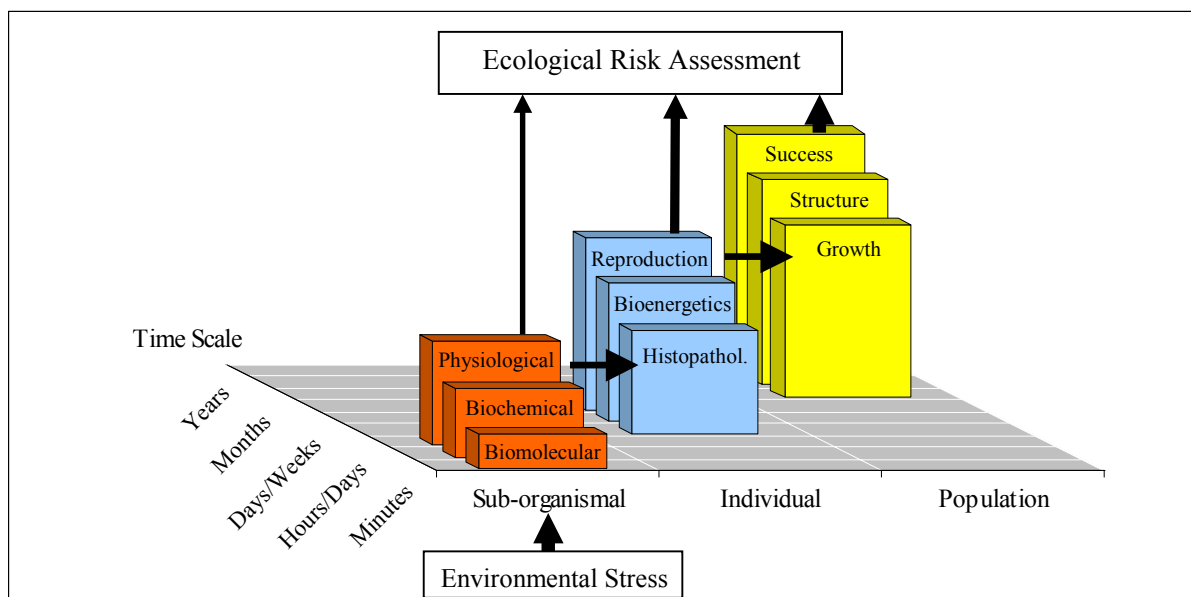 Ecological Risk Assessment
Success
Structure
Growth
Reproduction
Bioenergetics
Histopathol.
Time Scale
Physiological
Biochemical
Biomolecular
Years
Months
Days/Weeks
Hours/Days
Minutes
Sub-organismal
Individual
Population
Environmental Stress